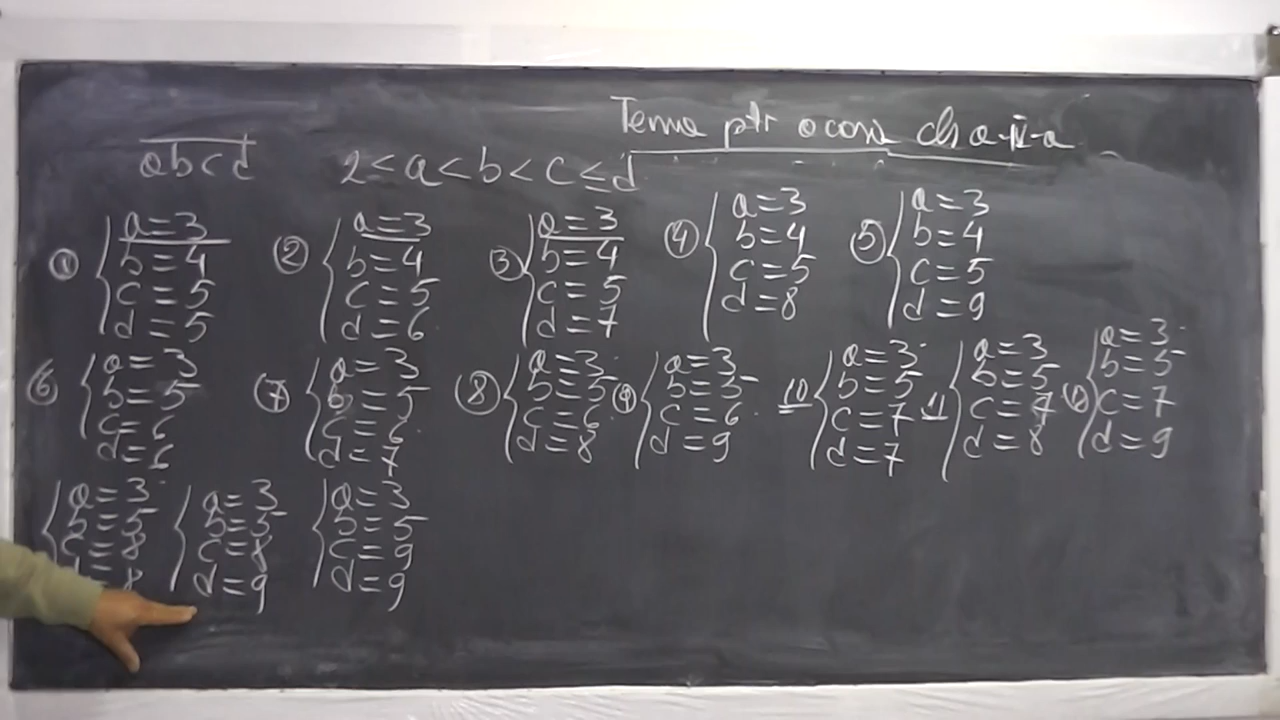 Tema ptr acasă cls a-II-a
abcd 2 < a < b < c ≤ d
① a = 3 ② a = 3 ③ a = 3 ④ a = 3 ⑤ a = 3
b = 4 b = 4 b = 4 b = 4 b = 4
c = 5 c = 5 c = 5 c = 5 c = 5
d = 5 d = 6 d = 7 d = 8 d = 9
⑥ a = 3 ⑦ a = 3 ⑧ a = 3 ⑨ a = 3 10 a = 3 11 a = 3 a = 3
b = 5 b = 5 b = 5 b = 5 b = 5 b = 5 b = 5
c = 6 c = 6 c = 6 c = 6 c = 7 c = 7 c = 7
d = 6 d = 7 d = 8 d = 9 d = 7 d = 8 d = 9
a = 3 a = 3 a = 3
b = 5 b = 5 b = 5
c = 8 c = 8 c = 9
= 8 d = 9 d = 9